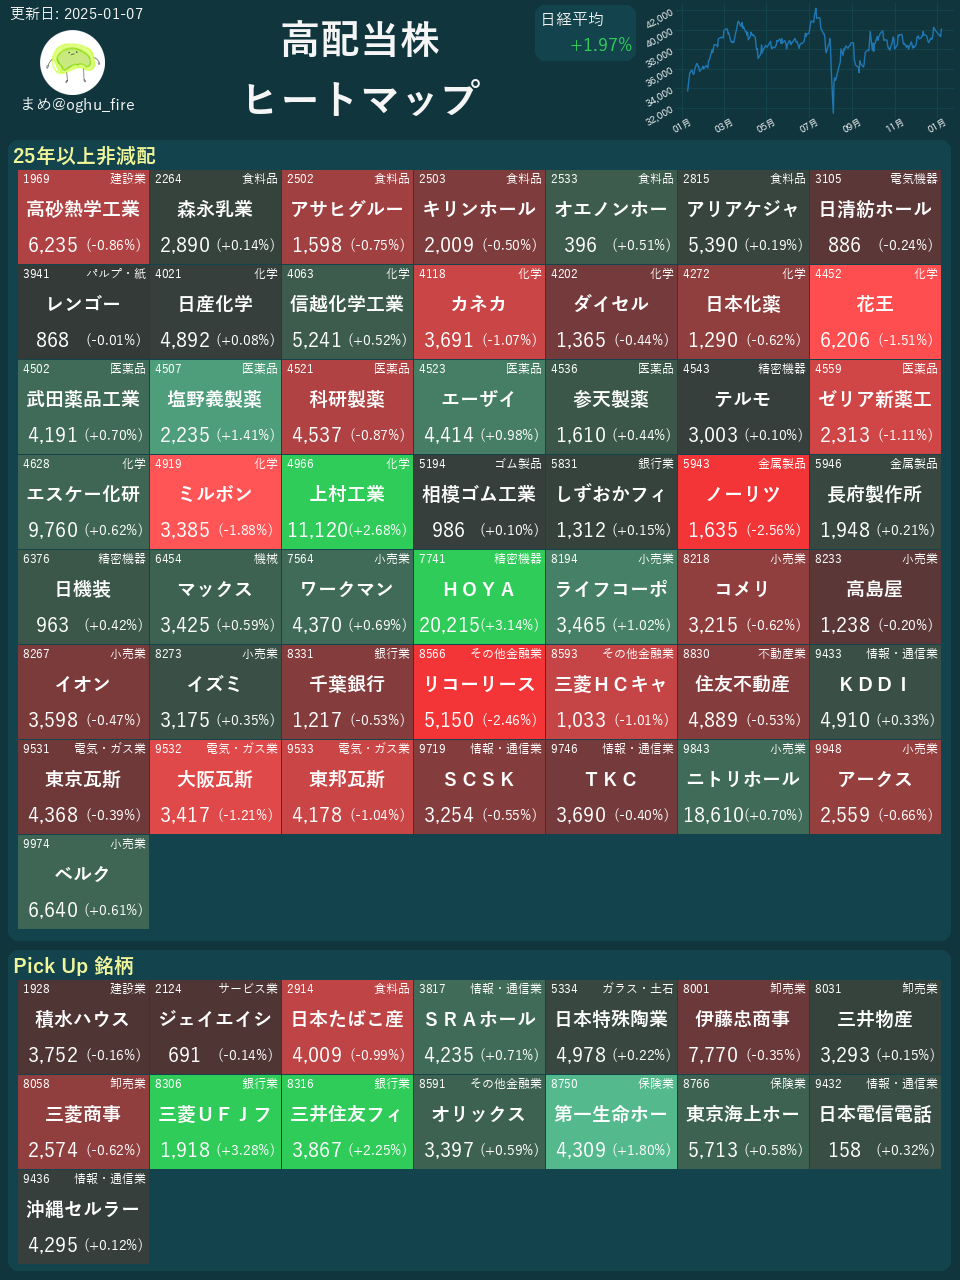 更新日: 2025-01-07
まめ@oghu_fire
高配当株
ヒートマップ
日経平均
+1.97%
42,000
40,000
38,000
36,000
34,000
32,000
01月 03月 05月 07月 09月 11月 01月
25年以上非減配
1969 建設業 2264 食料品 2502 食料品 2503 食料品 2533 食料品 2815 食料品 3105 電気機器
高砂熱学工業 森永乳業 アサヒグルー キリンホール オエノンホー アリアケジャ 日清紡ホール
6,235 (-0.86%) 2,890 (+0.14%) 1,598 (-0.75%) 2,009 (-0.50%) 396 (+0.51%) 5,390 (+0.19%) 886 (-0.24%)
3941 パルプ・紙 4021 化学 4063 化学 4118 化学 4202 化学 4272 化学 4452 化学
レンゴー 日産化学 信越化学工業 カネカ ダイセル 日本化薬 花王
868 (-0.01%) 4,892 (+0.08%) 5,241 (+0.52%) 3,691 (-1.07%) 1,365 (-0.44%) 1,290 (-0.62%) 6,206 (-1.51%)
4502 医薬品 4507 医薬品 4521 医薬品 4523 医薬品 4536 医薬品 4543 精密機器 4559 医薬品
武田薬品工業 塩野義製薬 科研製薬 エーザイ 参天製薬 テルモ ゼリア新薬工
4,191 (+0.70%) 2,235 (+1.41%) 4,537 (-0.87%) 4,414 (+0.98%) 1,610 (+0.44%) 3,003 (+0.10%) 2,313 (-1.11%)
4628 化学 4919 化学 4966 化学 5194 ゴム製品 5831 銀行業 5943 金属製品 5946 金属製品
エスケー化研 ミルボン 上村工業 相模ゴム工業 しずおかフィ ノーリツ 長府製作所
9,760 (+0.62%) 3,385 (-1.88%) 11,120(+2.68%) 986 (+0.10%) 1,312 (+0.15%) 1,635 (-2.56%) 1,948 (+0.21%)
6376 精密機器 6454 機械 7564 小売業 7741 精密機器 8194 小売業 8218 小売業 8233 小売業
日機装 マックス ワークマン ＨＯＹＡ ライフコーポ コメリ 高島屋
963 (+0.42%) 3,425 (+0.59%) 4,370 (+0.69%) 20,215(+3.14%) 3,465 (+1.02%) 3,215 (-0.62%) 1,238 (-0.20%)
8267 小売業 8273 小売業 8331 銀行業 8566 その他金融業 8593 その他金融業 8830 不動産業 9433 情報・通信業
イオン イズミ 千葉銀行 リコーリース 三菱ＨＣキャ 住友不動産 ＫＤＤＩ
3,598 (-0.47%) 3,175 (+0.35%) 1,217 (-0.53%) 5,150 (-2.46%) 1,033 (-1.01%) 4,889 (-0.53%) 4,910 (+0.33%)
9531 電気・ガス業 9532 電気・ガス業 9533 電気・ガス業 9719 情報・通信業 9746 情報・通信業 9843 小売業 9948 小売業
東京瓦斯 大阪瓦斯 東邦瓦斯 ＳＣＳＫ ＴＫＣ ニトリホール アークス
4,368 (-0.39%) 3,417 (-1.21%) 4,178 (-1.04%) 3,254 (-0.55%) 3,690 (-0.40%) 18,610(+0.70%) 2,559 (-0.66%)
9974 小売業
ベルク
6,640 (+0.61%)
Pick Up 銘柄
1928 建設業 2124 サービス業 2914 食料品 3817 情報・通信業 5334 ガラス・土石 8001 卸売業 8031 卸売業
積水ハウス ジェイエイシ 日本たばこ産 ＳＲＡホール 日本特殊陶業 伊藤忠商事 三井物産
3,752 (-0.16%) 691 (-0.14%) 4,009 (-0.99%) 4,235 (+0.71%) 4,978 (+0.22%) 7,770 (-0.35%) 3,293 (+0.15%)
8058 卸売業 8306 銀行業 8316 銀行業 8591 その他金融業 8750 保険業 8766 保険業 9432 情報・通信業
三菱商事 三菱ＵＦＪフ 三井住友フィ オリックス 第一生命ホー 東京海上ホー 日本電信電話
2,574 (-0.62%) 1,918 (+3.28%) 3,867 (+2.25%) 3,397 (+0.59%) 4,309 (+1.80%) 5,713 (+0.58%) 158 (+0.32%)
9436 情報・通信業
沖縄セルラー
4,295 (+0.12%)